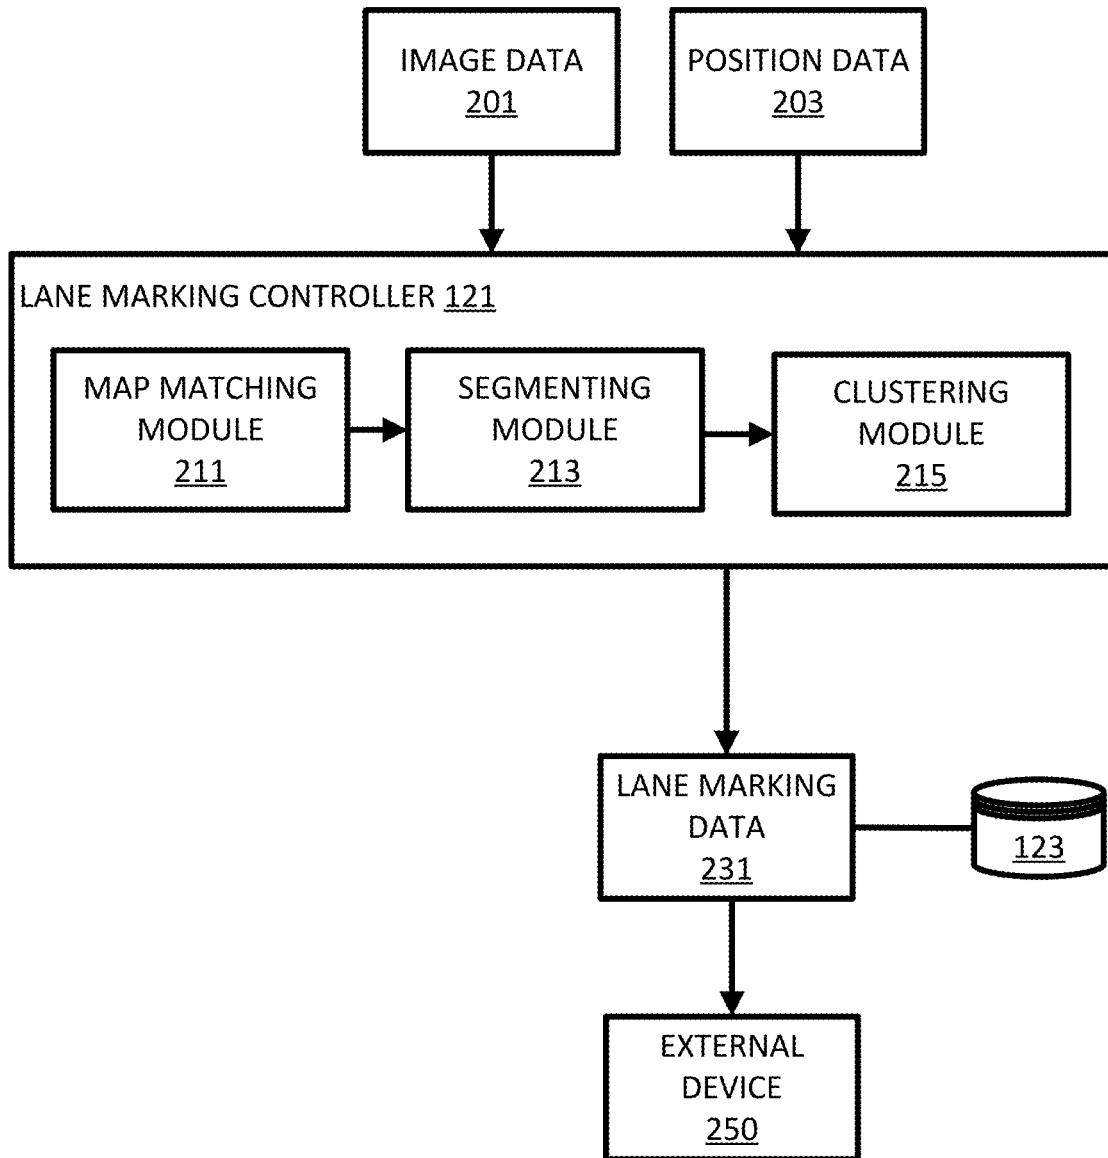 IMAGE DATA
201
POSITION DATA
203
LANE MARKING CONTROLLER 121
MAP MATCHING
MODULE
211
SEGMENTING
MODULE
213
CLUSTERING
MODULE
215
LANE MARKING
DATA
231
123
EXTERNAL
DEVICE
250